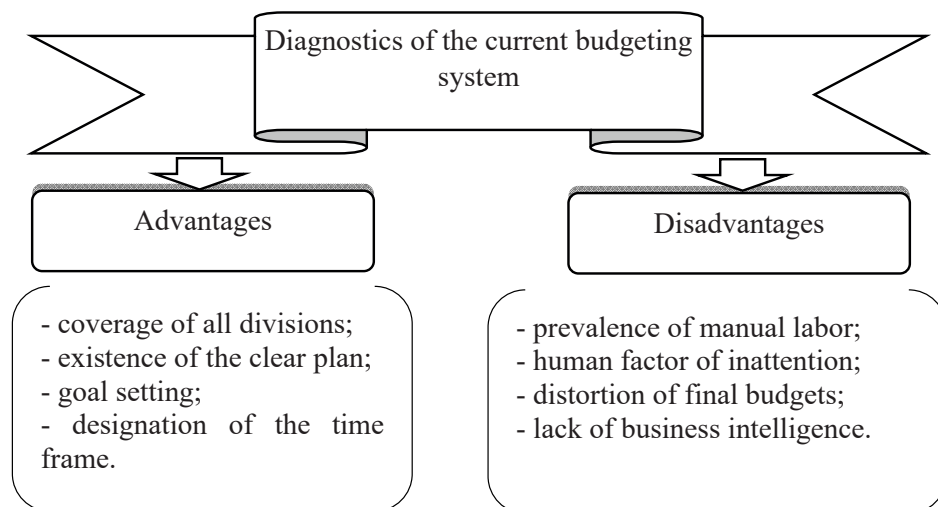 Diagnostics of the current budgeting
system
Advantages
Disadvantages
- coverage of all divisions;
- existence of the clear plan;
- goal setting;
- designation of the time
frame.
- prevalence of manual labor;
- human factor of inattention;
- distortion of final budgets;
- lack of business intelligence.